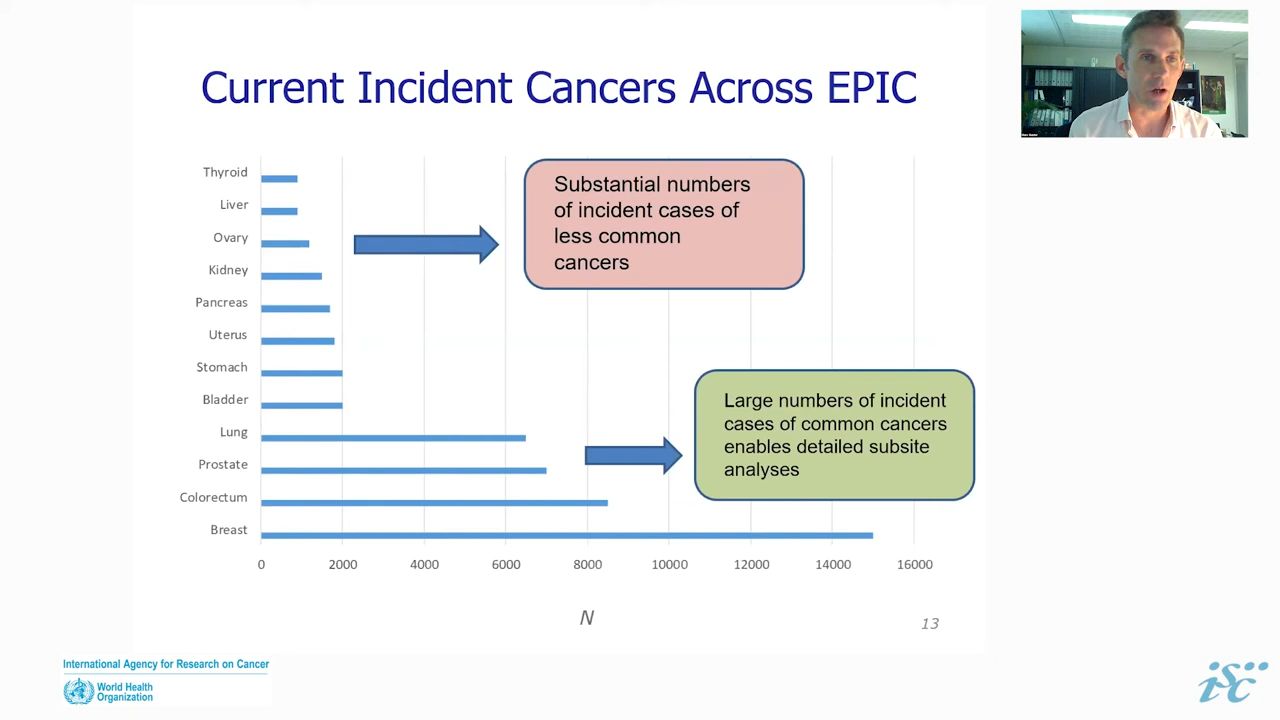 Current Incident Cancers Across EPIC
Thyroid
Liver
Ovary
Kidney
Pancreas
Uterus
Stomach
Bladder
Lung
Prostate
Colorectum
Breast
Substantial numbers
of incident cases of
less common
cancers
Large numbers of incident
cases of common cancers
enables detailed subsite
analyses
0 2000 4000 6000 8000 10000 12000 14000 16000
N
13
International Agency for Research on Cancer
World Health
Organization
iscc